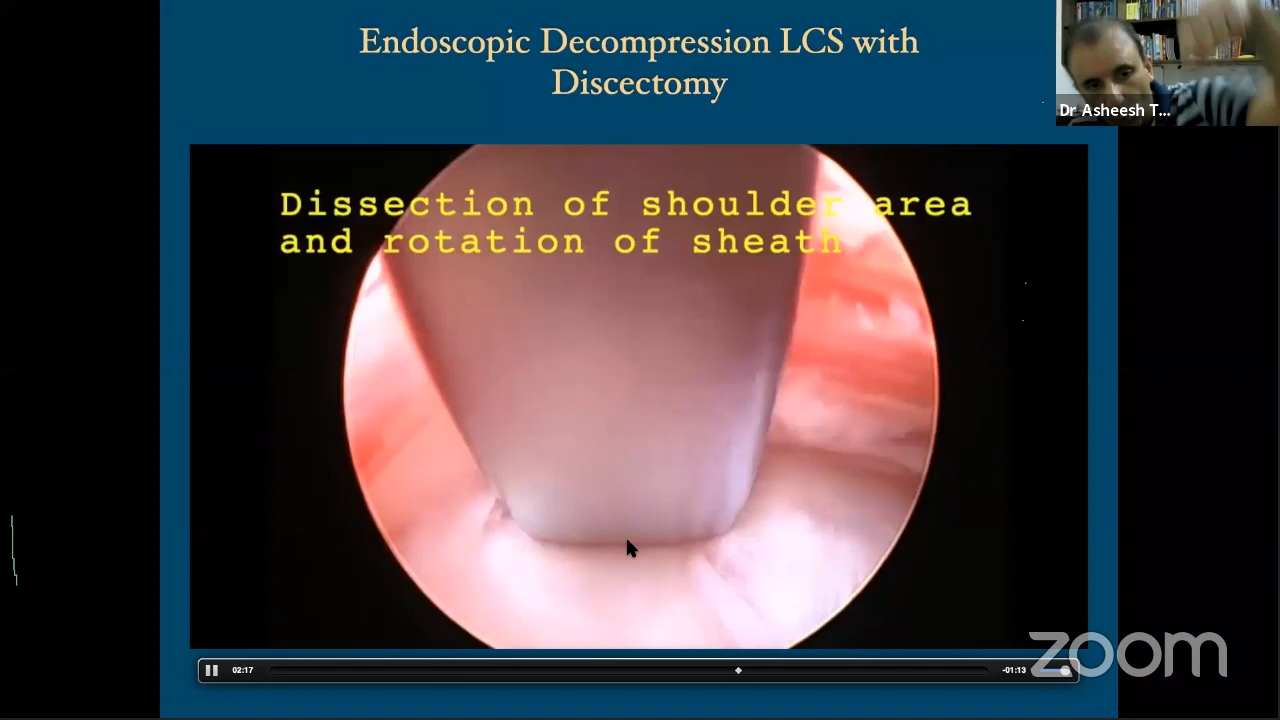 Endoscopic Decompression LCS with
Discectomy
Dr Asheesh T...
Dissection of shoulder area
and rotation of sheath
02:17
-01:13
zoom